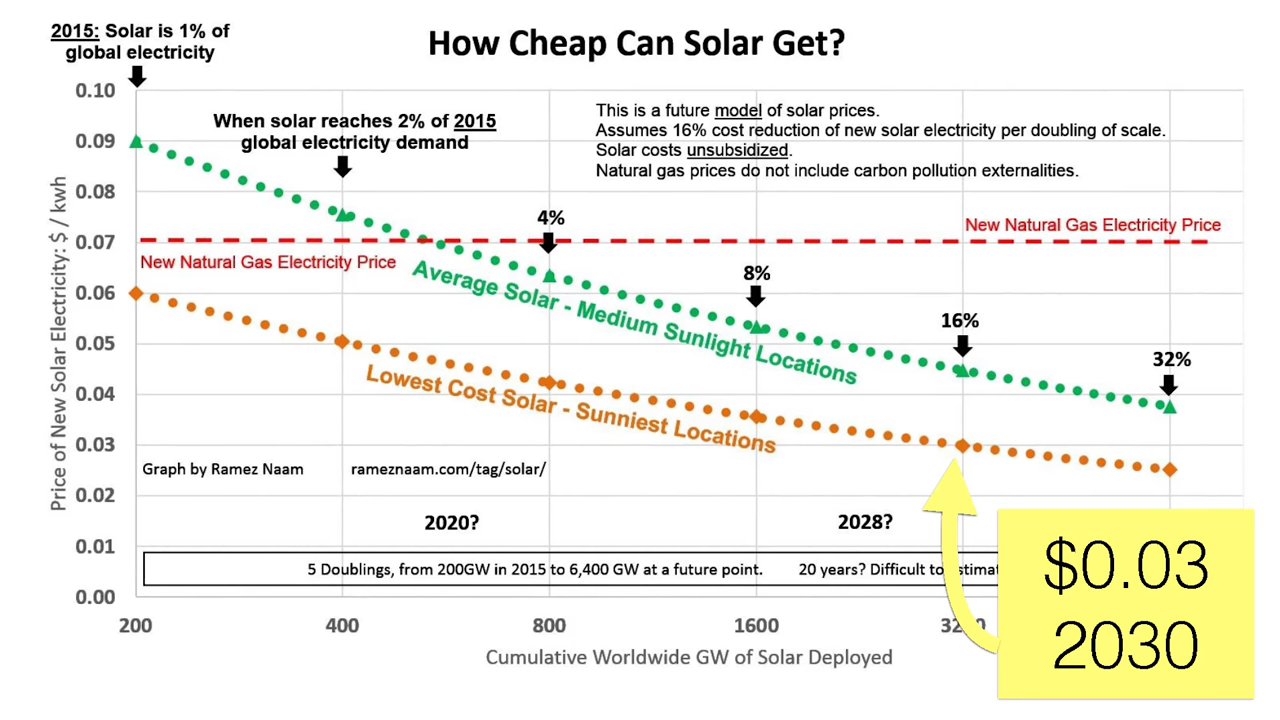 2015: Solar is 1% of
global electricity
How Cheap Can Solar Get?
When solar reaches 2% of 2015
global electricity demand
This is a future model of solar prices.
Assumes 16% cost reduction of new solar electricity per doubling of scale.
Solar costs unsubsidized.
Natural gas prices do not include carbon pollution externalities.
Price of New Solar Electricity: $ / kwh
0.10
0.09
0.08
0.07
0.06
0.05
0.04
0.03
0.02
0.01
0.00
4%
8%
16%
32%
New Natural Gas Electricity Price
New Natural Gas Electricity Price
Average Solar - Medium Sunlight Locations
Lowest Cost Solar - Sunniest Locations
Graph by Ramez Naam rameznaam.com/tag/solar/
2020? 2028?
5 Doublings, from 200GW in 2015 to 6,400 GW at a future point. 20 years? Difficult to
200 400 800 1600
Cumulative Worldwide GW of Solar Deployed
$0.03
2030